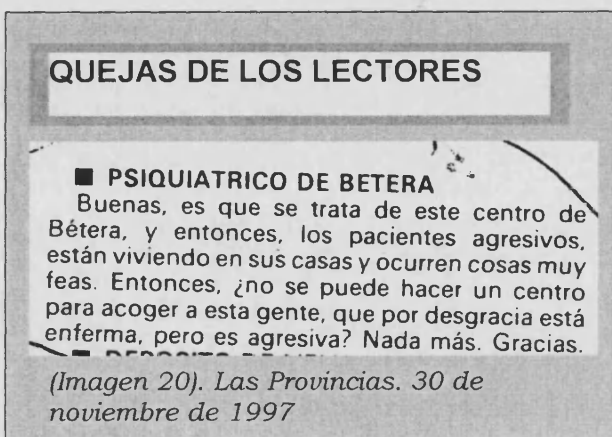 QUEJAS DE LOS LECTORES
■ PSIQUIATRICO DE BETERA
Buenas, es que se trata de este centro de
Bétera, y entonces, los pacientes agresivos,
están viviendo en sus casas y ocurren cosas muy
feas. Entonces, ¿no se puede hacer un centro
para acoger a esta gente, que por desgracia está
enferma, pero es agresiva? Nada más. Gracias.
(Imagen 20). Las Provincias. 30 de
noviembre de 1997